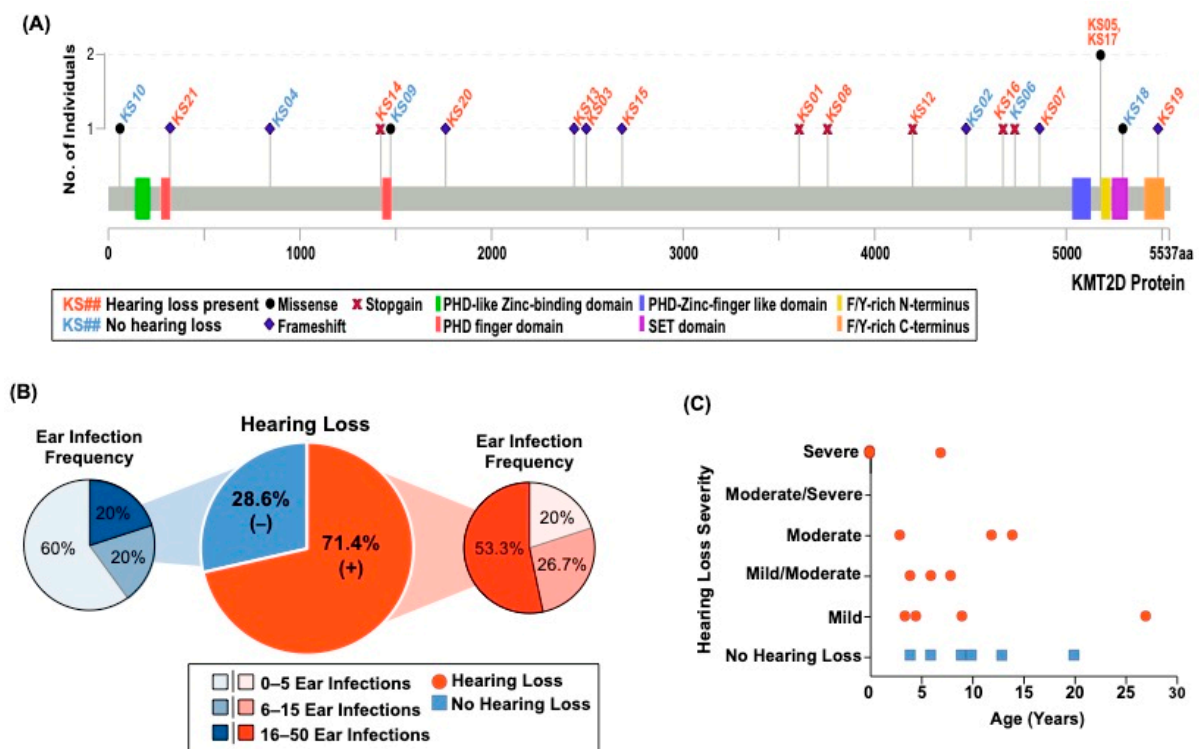 (A)
KS05,
KS17
No. of Individuals
2
1
KS10
KS21
KS04
KS14
KS09
KS20
KS13
KS03
KS15
KS01
KS08
KS12
KS02
KS16
KS06
KS07
KS18
KS19
0 1000 2000 3000 4000 5000 5537aa
KMT2D Protein
KS## Hearing loss present Missense Stopgain PHD-like Zinc-binding domain PHD-Zinc-finger like domain F/Y-rich N-terminus
KS## No hearing loss Frameshift PHD finger domain SET domain F/Y-rich C-terminus
(B)
Hearing Loss
Ear Infection
Frequency
20%
60%
20%
28.6%
(–)
71.4%
(+)
Ear Infection
Frequency
20%
53.3%
26.7%
0–5 Ear Infections
6–15 Ear Infections
16–50 Ear Infections
Hearing Loss
No Hearing Loss
(C)
Hearing Loss Severity
Severe
Moderate/Severe
Moderate
Mild/Moderate
Mild
No Hearing Loss
0 5 10 15 20 25 30
Age (Years)